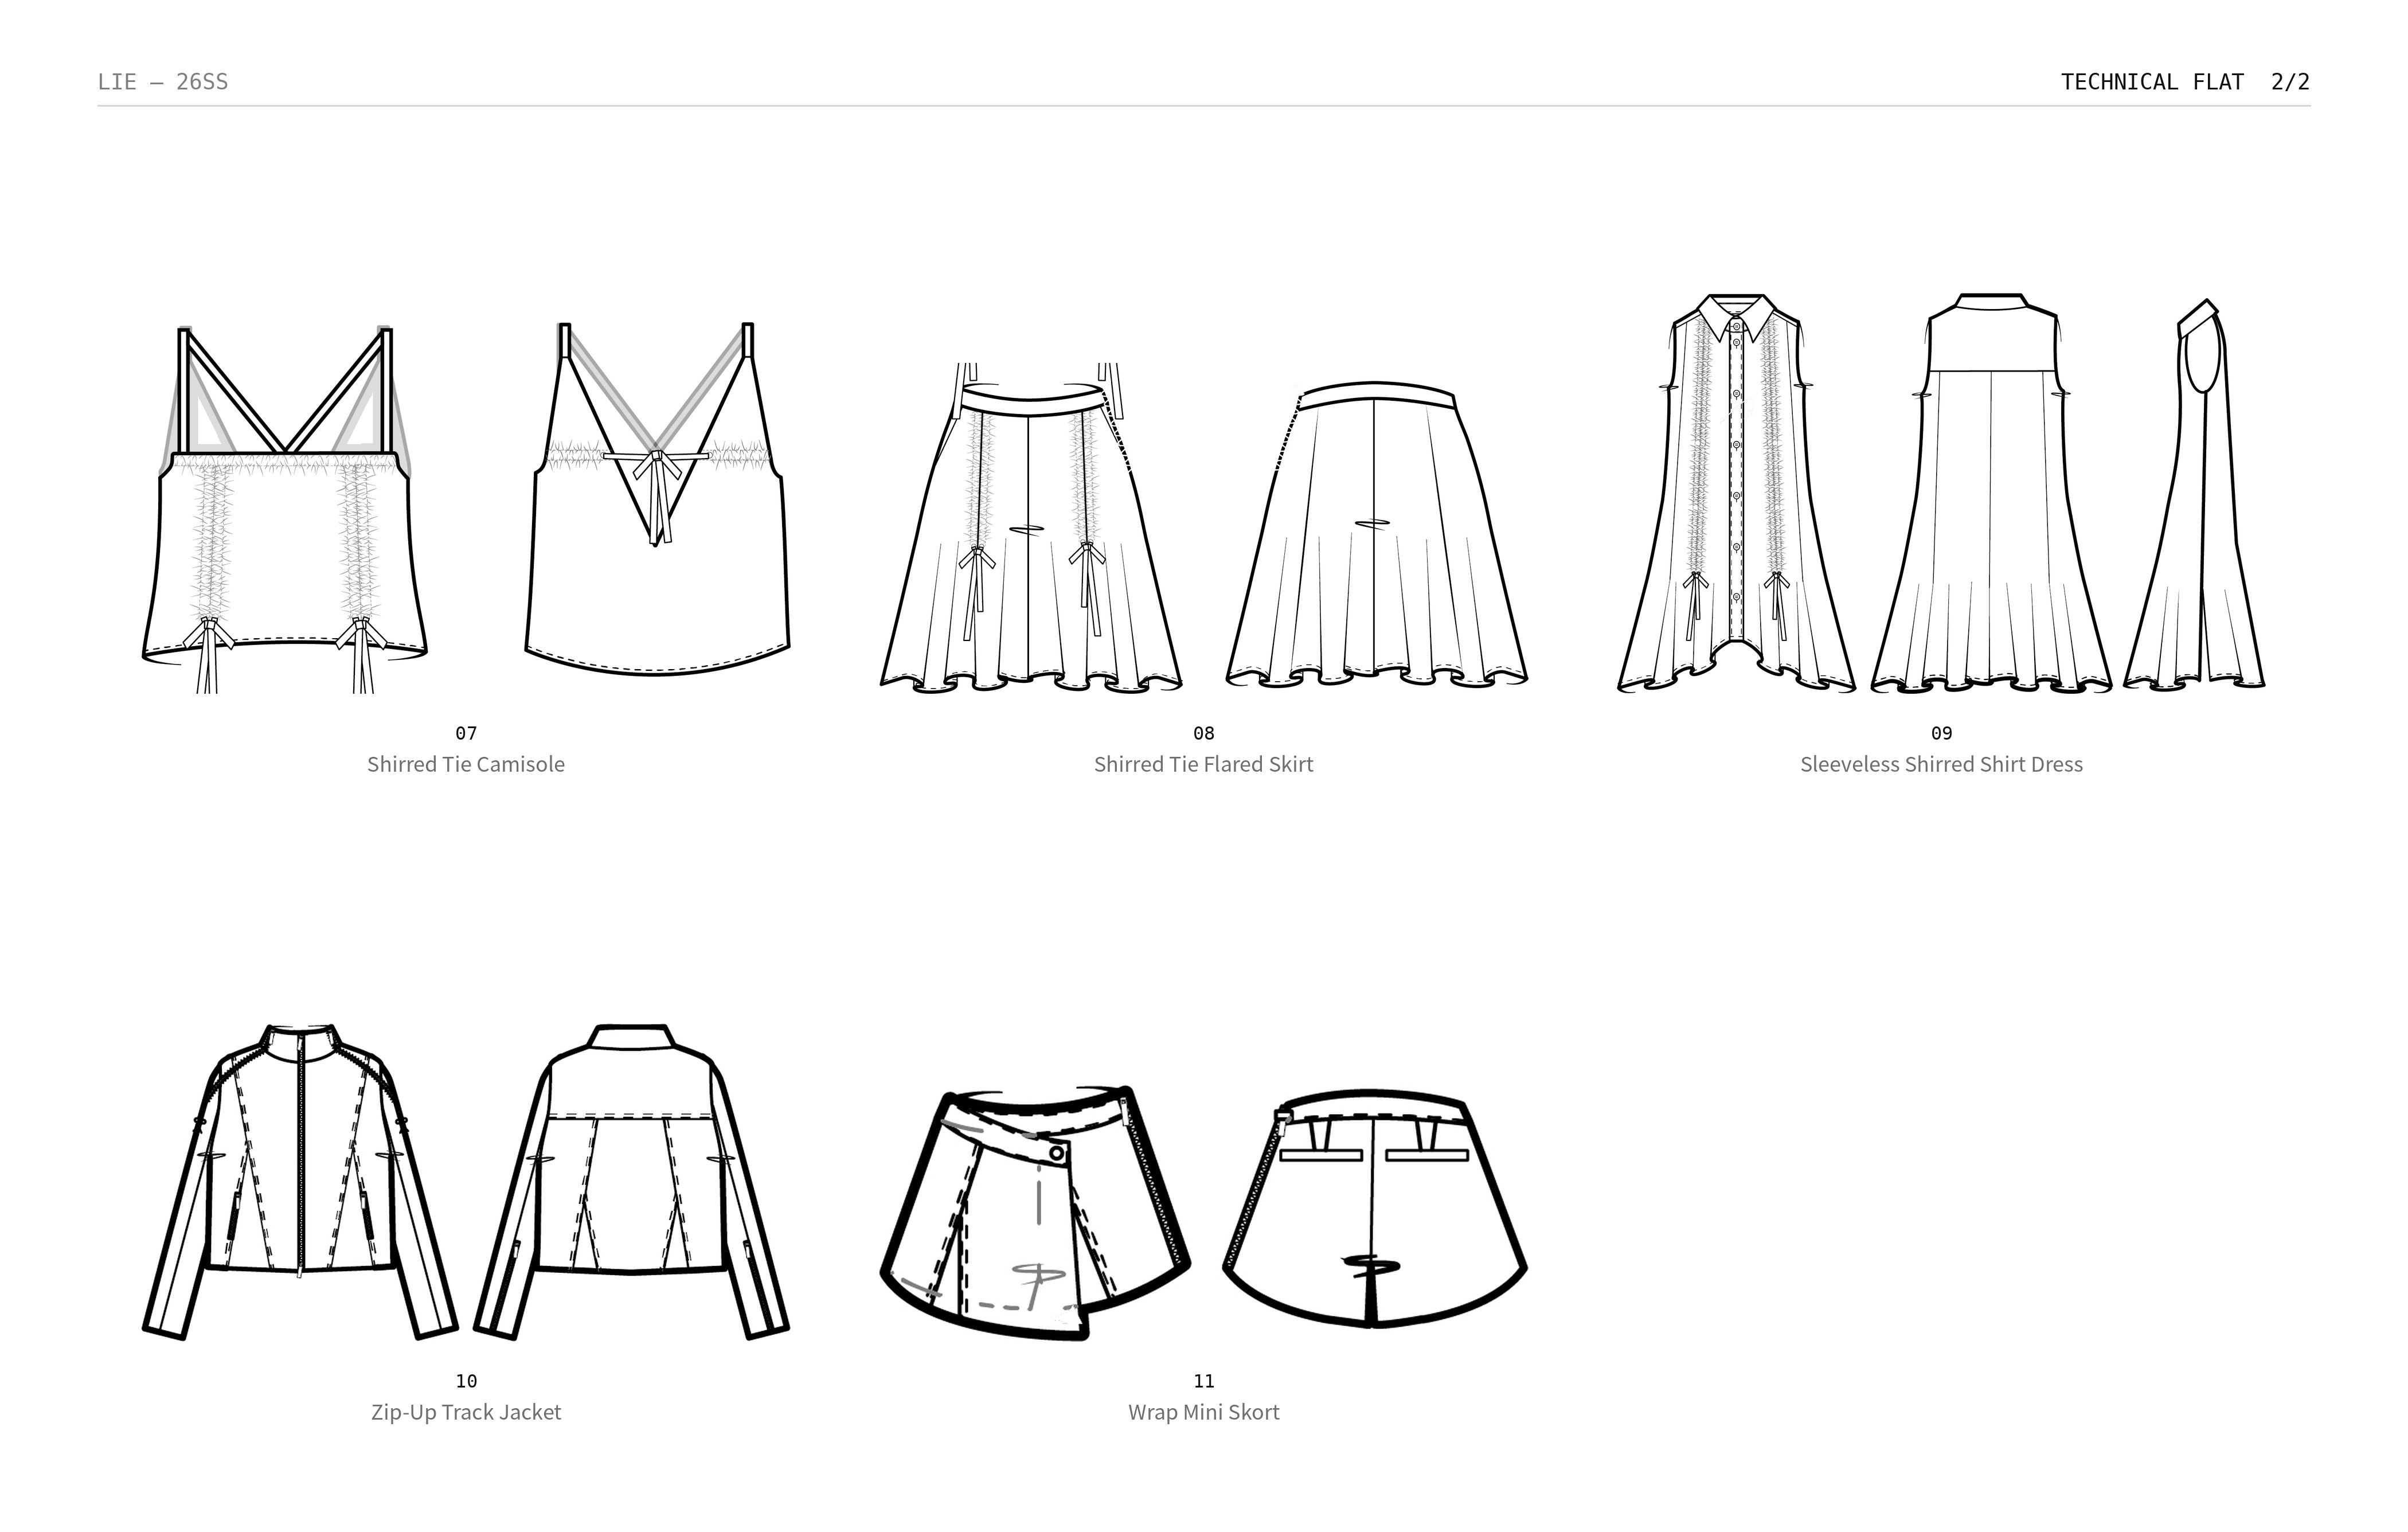 LIE — 26SS
TECHNICAL FLAT 2/2
07
Shirred Tie Camisole
08
Shirred Tie Flared Skirt
09
Sleeveless Shirred Shirt Dress
10
Zip-Up Track Jacket
11
Wrap Mini Skort